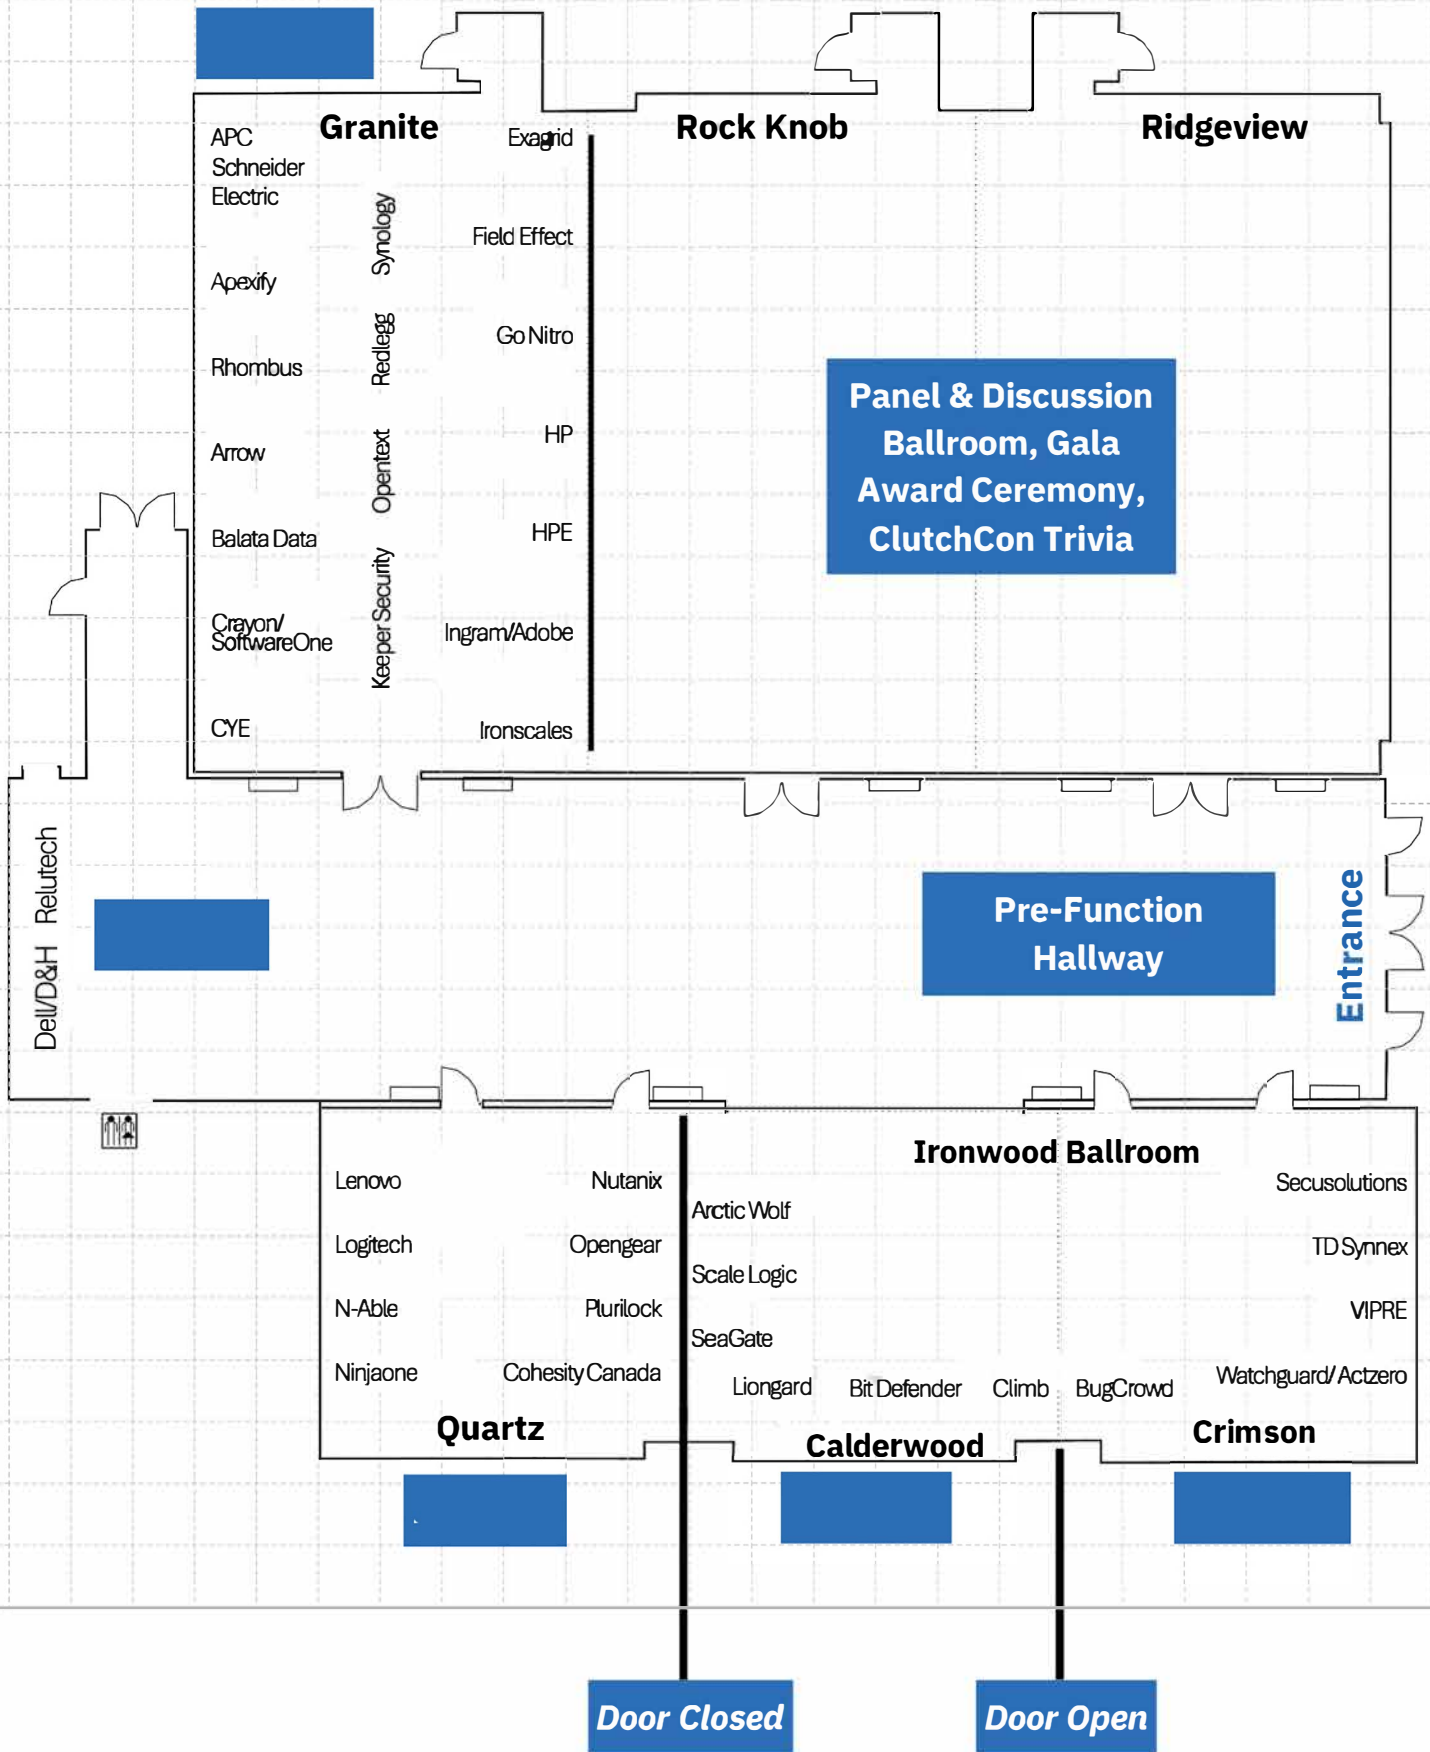 Granite
Rock Knob
Ridgeview
APC
Schneider
Electric
Apexify
Rhombus
Arrow
Balata Data
Crayon/
SoftwareOne
CYE
Synology
Redlegg
Opentext
Keeper Security
Exagrid
Field Effect
Go Nitro
HP
HPE
Ingram/Adobe
Ironscales
Panel & Discussion
Ballroom, Gala
Award Ceremony,
ClutchCon Trivia
Relutech
Dell/D&H
Pre-Function
Hallway
Entrance
Lenovo
Logitech
N-Able
Ninjaone
Nutanix
Opengear
Plurilock
Cohesity Canada
Quartz
Ironwood Ballroom
Arctic Wolf
Scale Logic
SeaGate
Liongard
Bit Defender
Climb
BugCrowd
Secusolutions
TD Synnex
VIPRE
Watchguard/Actzero
Calderwood
Crimson
Door Closed
Door Open